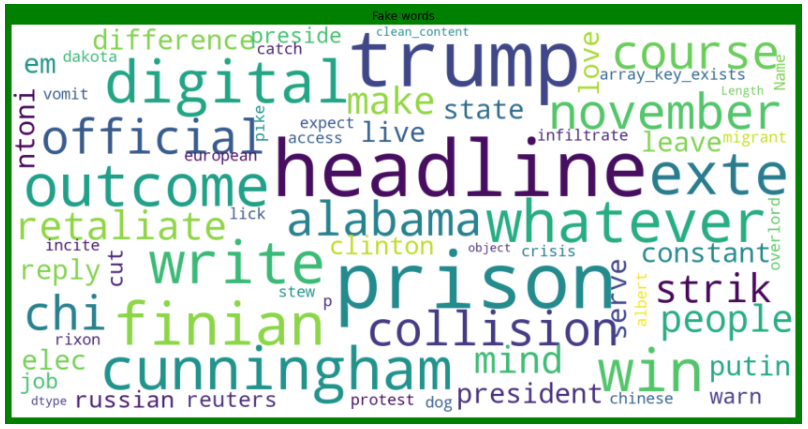 Fake words
difference preside clean_content
em dakota catch trump love course
vomit digital make state array_key_exists Name
Length
ntoni official pike expect live november
access infiltrate leave migrant
european headline exte
outcome
retaliate lick alabama whatever overlord
incite write clinton object crisis constant
reply cut stew prison serve albert strik
chi rixon finian p collision people
elec cunningham mind win putin
job president
dtype russian reuters protest dog chinese warn